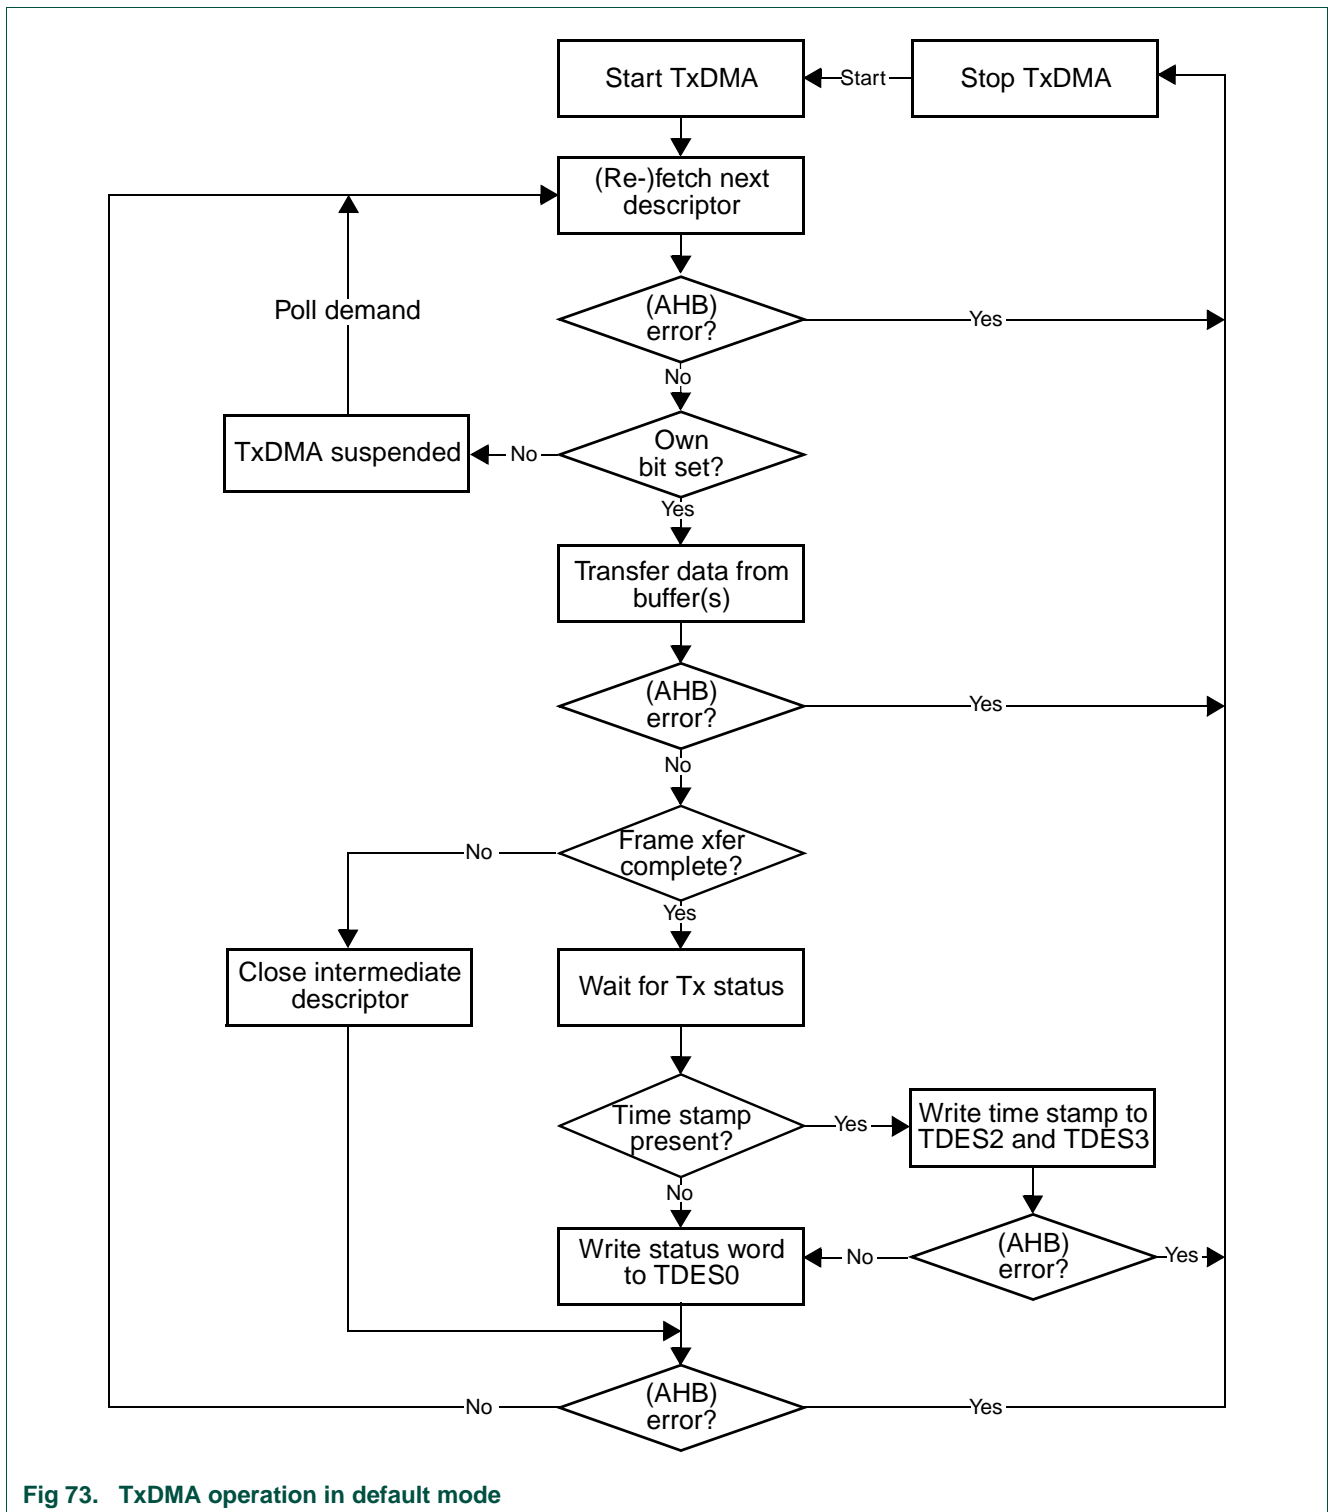 Start TxDMA
Start
Stop TxDMA
(Re-)fetch next
descriptor
Poll demand
(AHB)
error?
Yes
No
TxDMA suspended
No
Own
bit set?
Yes
Transfer data from
buffer(s)
(AHB)
error?
Yes
No
Frame xfer
complete?
No
Yes
Close intermediate
descriptor
Wait for Tx status
Time stamp
present?
Yes
Write time stamp to
TDES2 and TDES3
No
Write status word
to TDES0
No
(AHB)
error?
Yes
No
(AHB)
error?
Yes
Fig 73. TxDMA operation in default mode